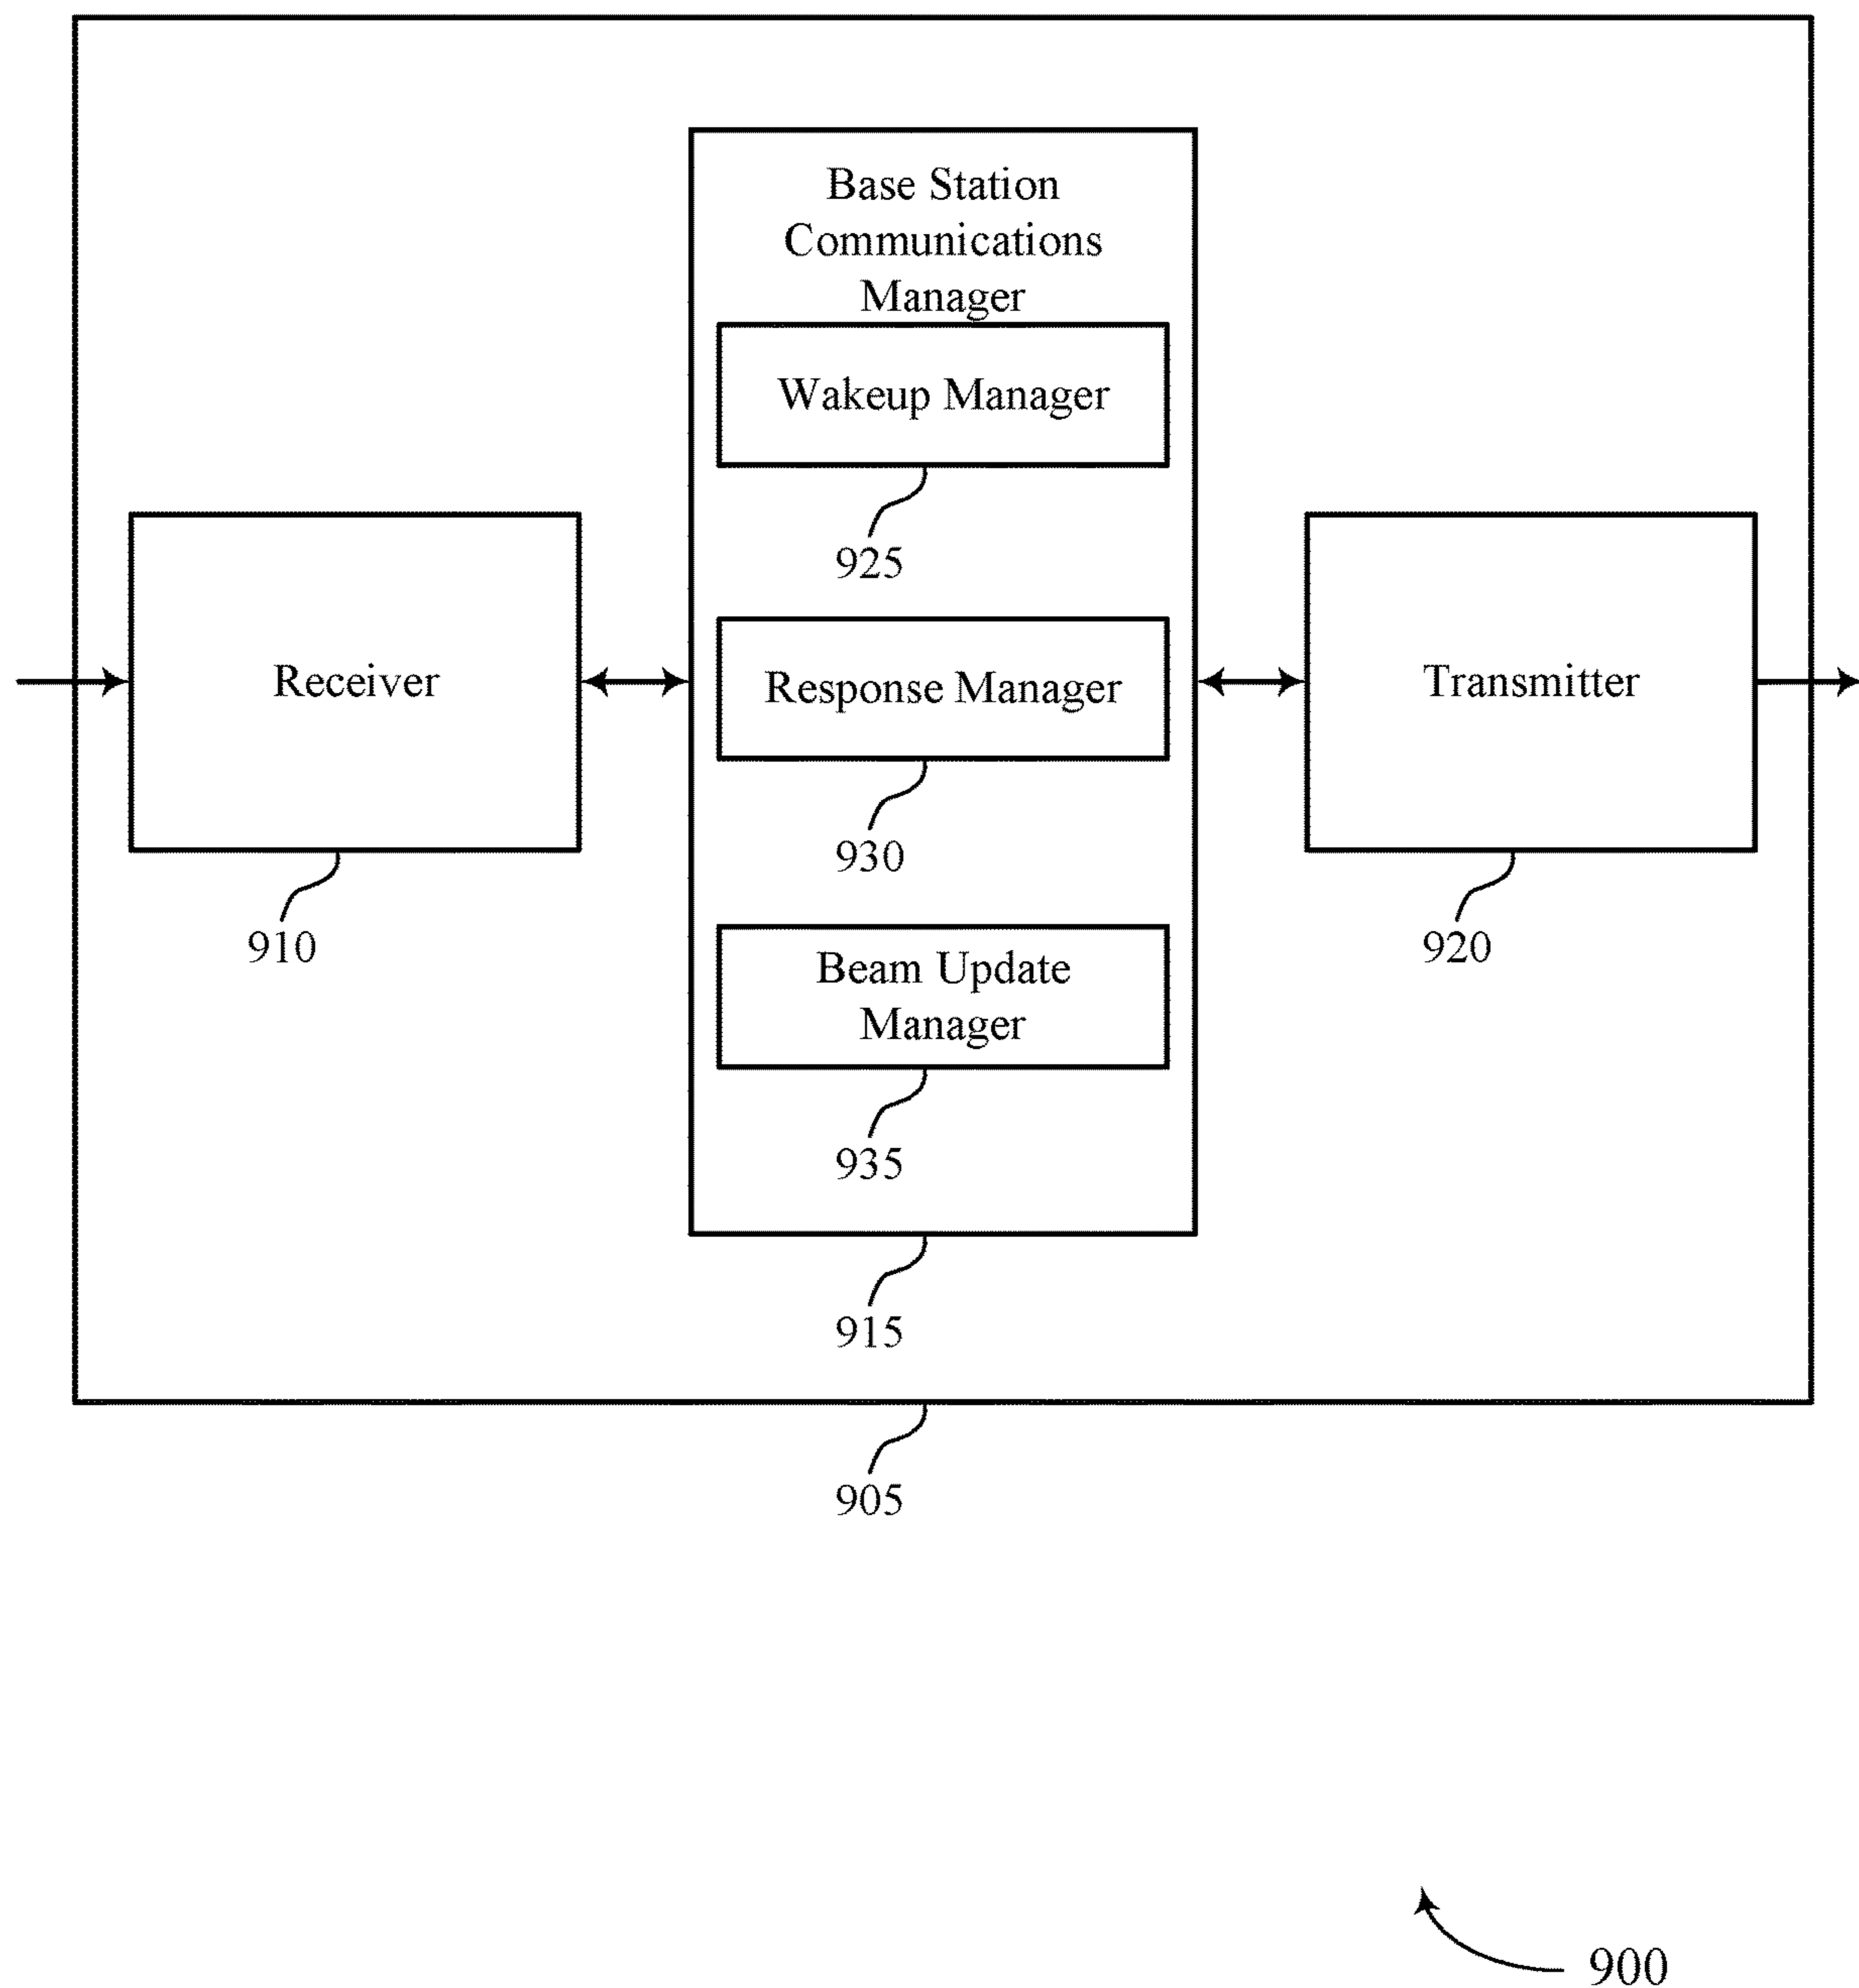 Base Station
Communications
Manager
Wakeup Manager
925
Receiver
Response Manager
Transmitter
930
910
920
Beam Update
Manager
935
915
905
900